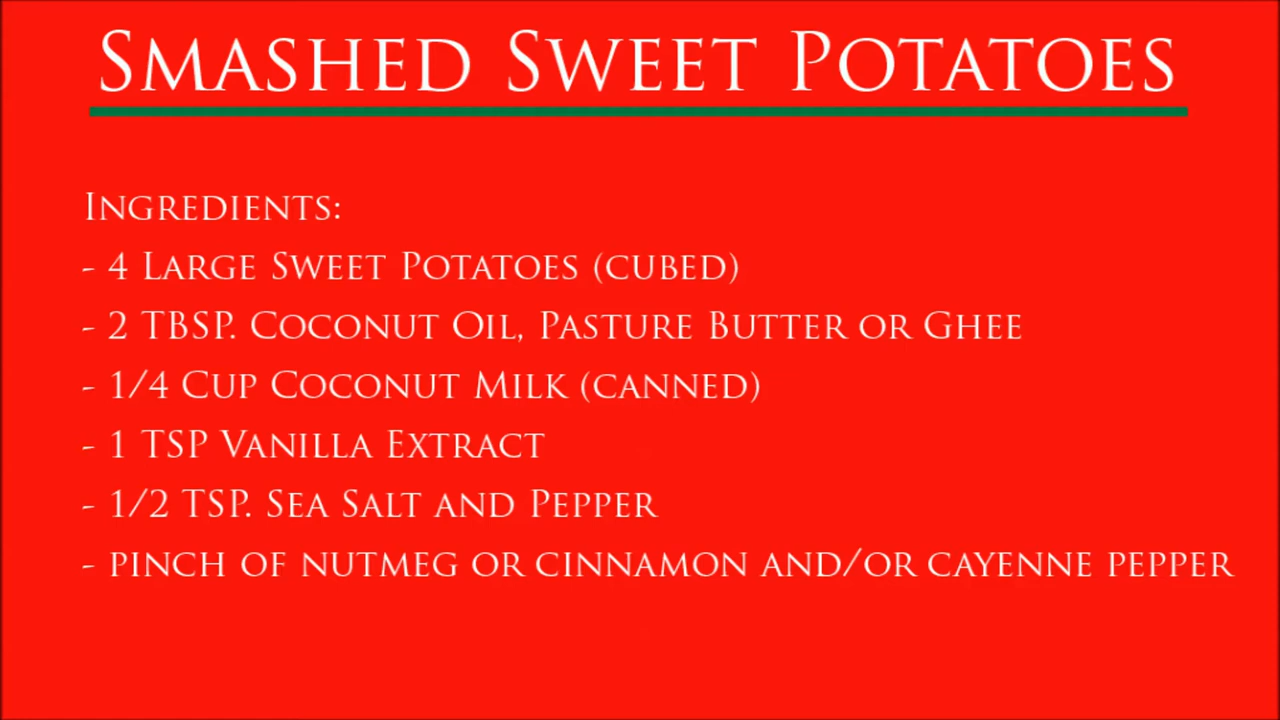 Smashed Sweet Potatoes
Ingredients:
- 4 Large Sweet Potatoes (cubed)
- 2 TBSP. Coconut Oil, Pasture Butter or Ghee
- 1/4 Cup Coconut Milk (canned)
- 1 TSP Vanilla Extract
- 1/2 TSP. Sea Salt and Pepper
- pinch of nutmeg or cinnamon and/or cayenne pepper